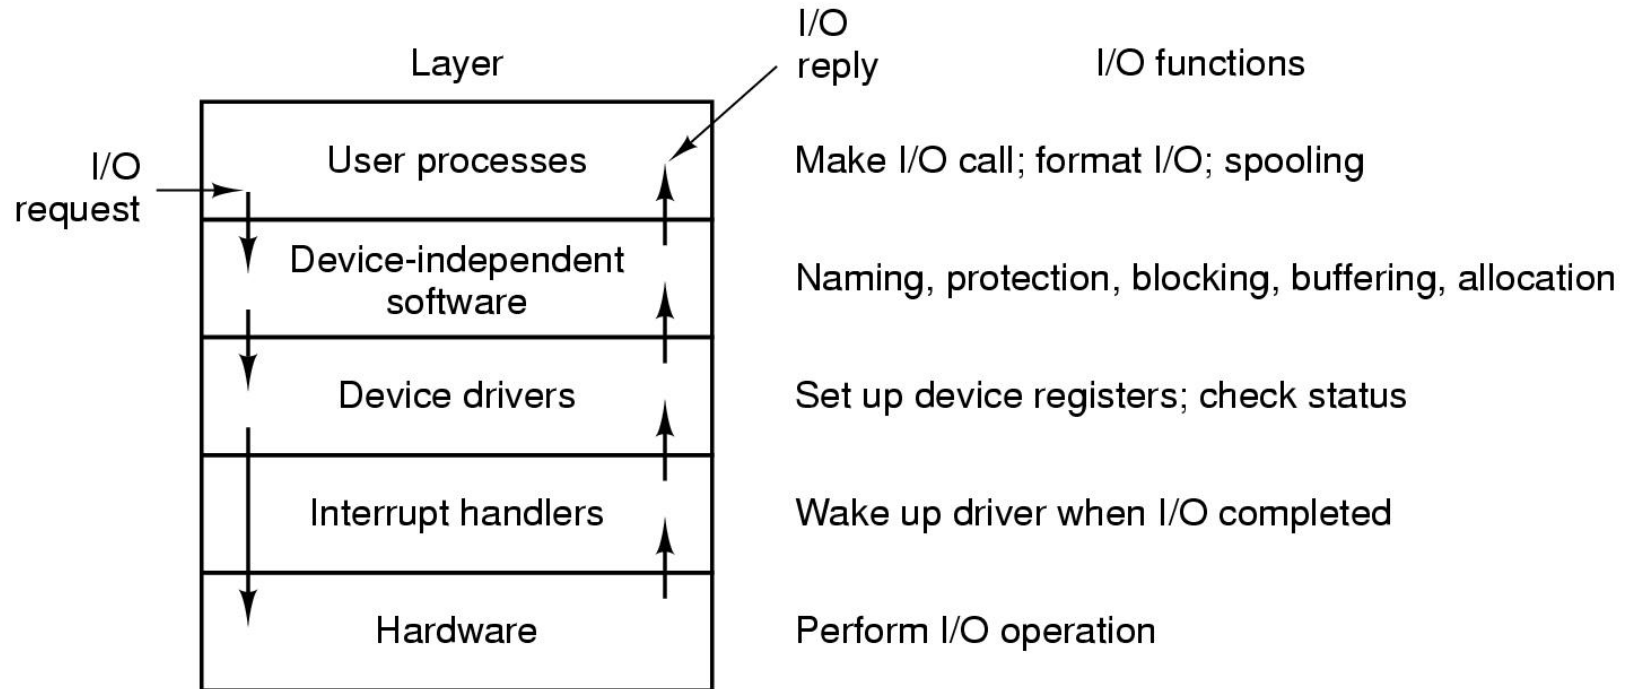 Layer
I/O
reply
I/O functions
I/O
request
User processes
Make I/O call; format I/O; spooling
Device-independent
software
Naming, protection, blocking, buffering, allocation
Device drivers
Set up device registers; check status
Interrupt handlers
Wake up driver when I/O completed
Hardware
Perform I/O operation